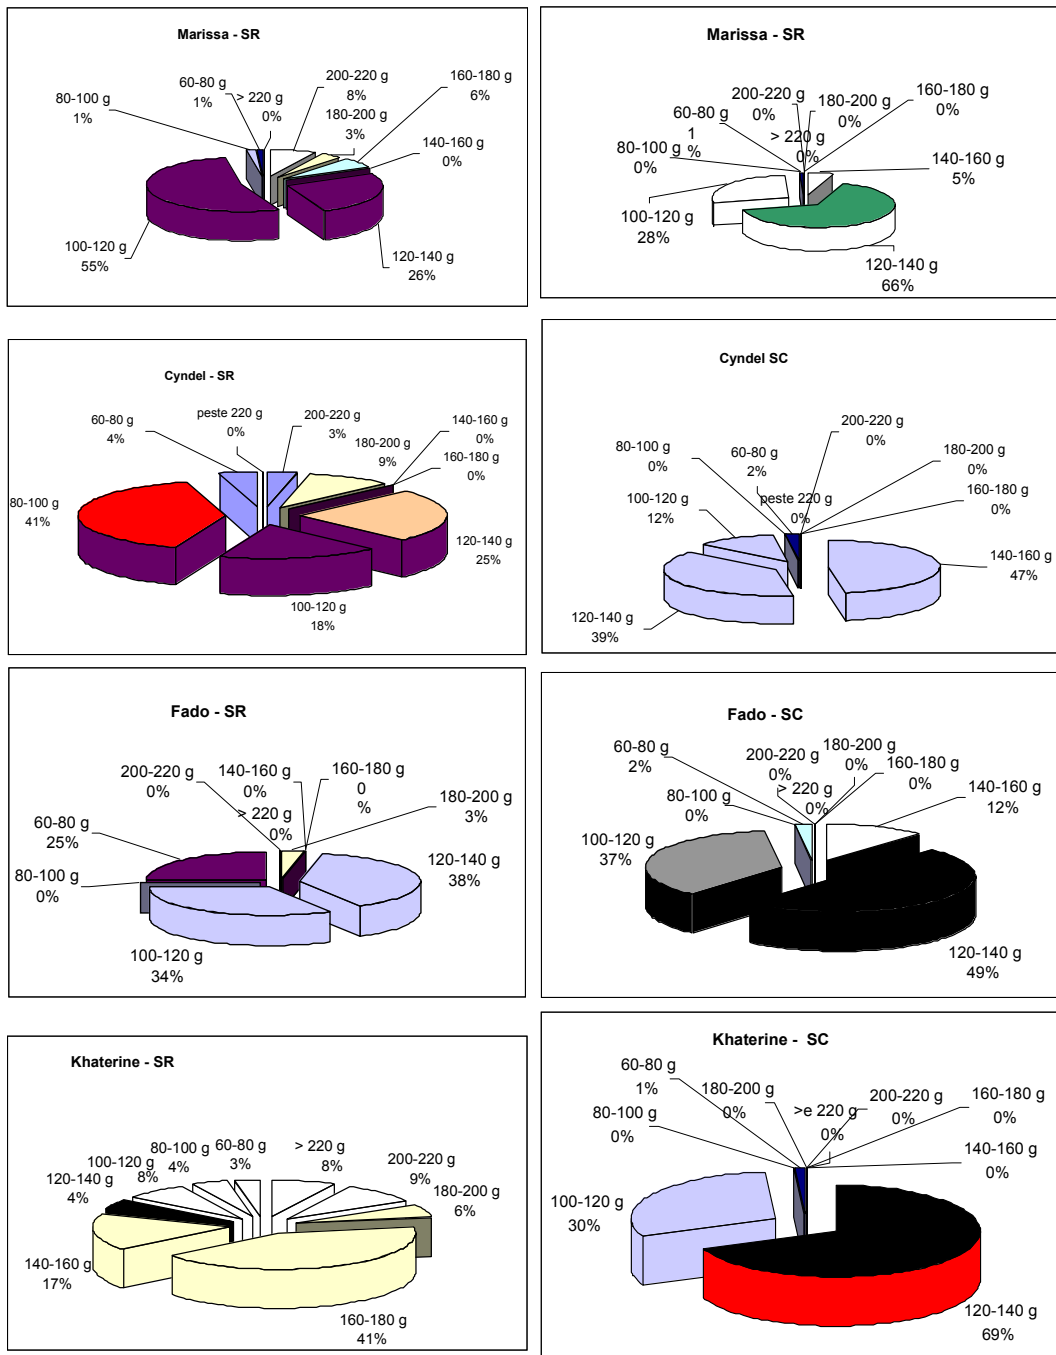 Marissa - SR
60-80 g
1%
> 220 g
0%
200-220 g
8%
160-180 g
6%
180-200 g
3%
80-100 g
1%
140-160 g
0%
100-120 g
55%
120-140 g
26%
Marissa - SR
200-220 g
0%
180-200 g
0%
160-180 g
0%
60-80 g
1
%
> 220 g
0%
80-100 g
0%
140-160 g
5%
100-120 g
28%
120-140 g
66%
Cyndel - SR
60-80 g
4%
peste 220 g
0%
200-220 g
3%
140-160 g
0%
180-200 g
9%
160-180 g
0%
80-100 g
41%
120-140 g
25%
100-120 g
18%
Cyndel SC
200-220 g
0%
80-100 g
0%
60-80 g
2%
180-200 g
0%
100-120 g
12%
peste 220 g
0%
160-180 g
0%
140-160 g
47%
120-140 g
39%
Fado - SR
200-220 g
0%
140-160 g
0%
160-180 g
0
%
> 220 g
0%
180-200 g
3%
60-80 g
25%
120-140 g
38%
80-100 g
0%
100-120 g
34%
Fado - SC
60-80 g
2%
200-220 g
0%
180-200 g
0%
160-180 g
0%
> 220 g
0%
140-160 g
12%
80-100 g
0%
100-120 g
37%
120-140 g
49%
Khaterine - SR
80-100 g
4%
60-80 g
3%
> 220 g
8%
100-120 g
8%
200-220 g
9%
120-140 g
4%
180-200 g
6%
140-160 g
17%
160-180 g
41%
Khaterine - SC
60-80 g
1%
180-200 g
0%
>e 220 g
0%
200-220 g
0%
160-180 g
0%
80-100 g
0%
140-160 g
0%
100-120 g
30%
120-140 g
69%